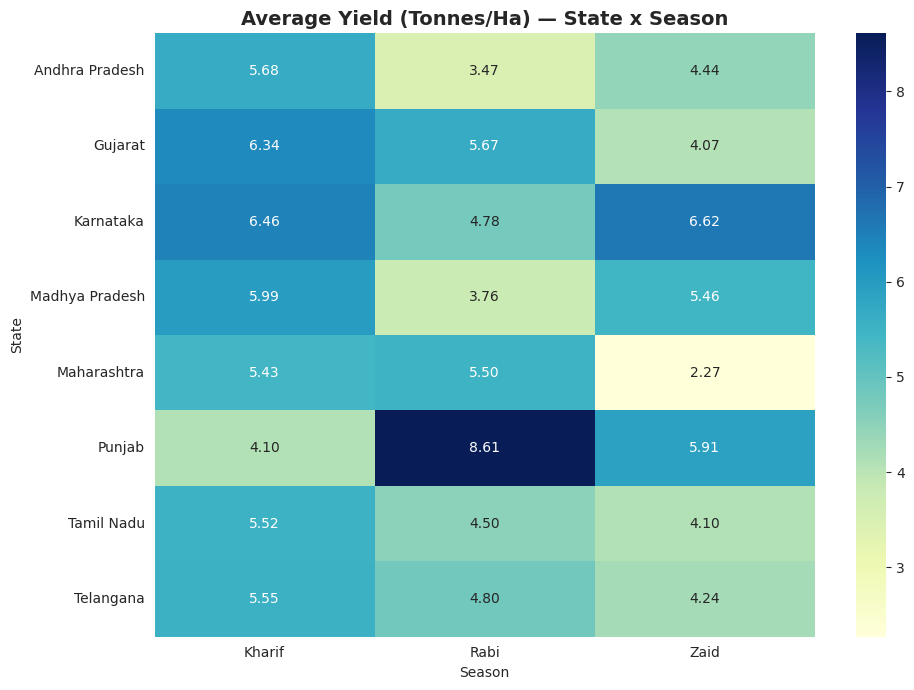 Average Yield (Tonnes/Ha) — State x Season
Andhra Pradesh 5.68 3.47 4.44
8
Gujarat 6.34 5.67 4.07
7
Karnataka 6.46 4.78 6.62
6
Madhya Pradesh 5.99 3.76 5.46
State
5
Maharashtra 5.43 5.50 2.27
Punjab 4.10 8.61 5.91
4
Tamil Nadu 5.52 4.50 4.10
3
Telangana 5.55 4.80 4.24
Kharif Rabi Zaid
Season